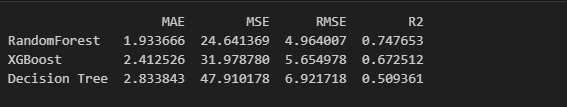 MAE MSE RMSE R2
RandomForest 1.933666 24.641369 4.964007 0.747653
XGBoost 2.412526 31.978780 5.654978 0.672512
Decision Tree 2.833843 47.910178 6.921718 0.509361